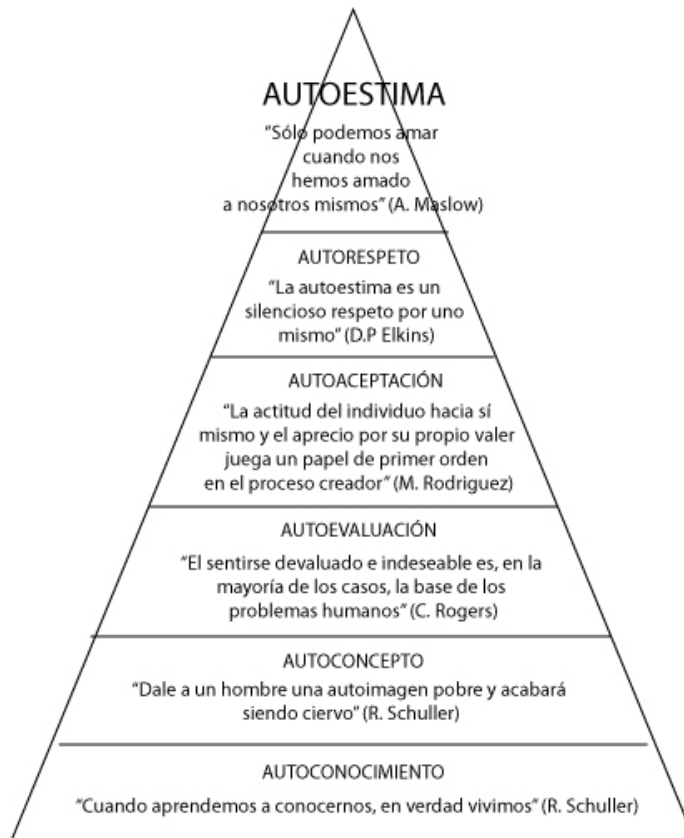 AUTOESTIMA
“Sólo podemos amar
cuando nos
hemos amado
a nosotros mismos” (A. Maslow)
AUTORESPETO
“La autoestima es un
silencioso respeto por uno
mismo” (D.P Elkins)
AUTOACEPTACIÓN
“La actitud del individuo hacia sí
mismo y el aprecio por su propio valer
juega un papel de primer orden
en el proceso creador” (M. Rodriguez)
AUTOEVALUACIÓN
“El sentirse devaluado e indeseable es, en la
mayoría de los casos, la base de los
problemas humanos” (C. Rogers)
AUTOCONCEPTO
“Dale a un hombre una autoimagen pobre y acabará
siendo ciervo” (R. Schuller)
AUTOCONOCIMIENTO
“Cuando aprendemos a conocernos, en verdad vivimos” (R. Schuller)